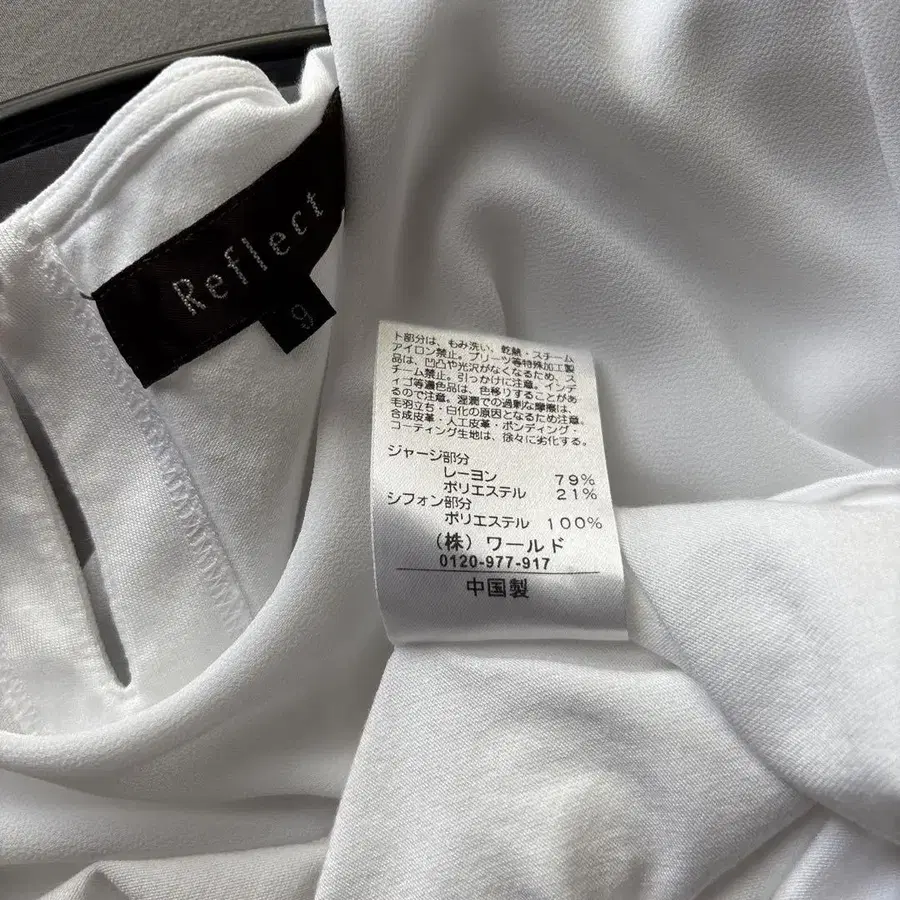 Reflect
9
ト部分は、もみ洗い、乾燥・スチーム
アイロン禁止。プリーツ等特殊加工製
品は、凹凸や光沢がなくなるため、ス
チーム禁止。引っかけに注意。インデ
ィゴ等濃色品は、色移りすることがあ
るので注意。湿潤での過剰な摩擦は、
毛羽立ち・白化の原因となるため注意。
合成皮革・人工皮革・ボンディング・
コーティング生地は、徐々に劣化する。
ジャージ部分
レーヨン 79%
ポリエステル 21%
シフォン部分
ポリエステル 100%
(株) ワールド
0120-977-917
中国製